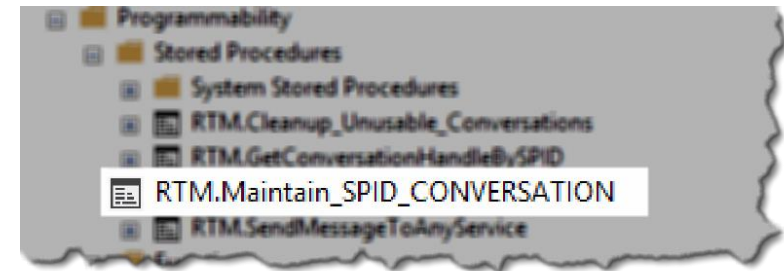 Programmability
Stored Procedures
System Stored Procedures
RTM.Cleanup_Unusable_Conversations
RTM.GetConversationHandleBySPID
RTM.Maintain_SPID_CONVERSATION
RTM.SendMessageToAnyService